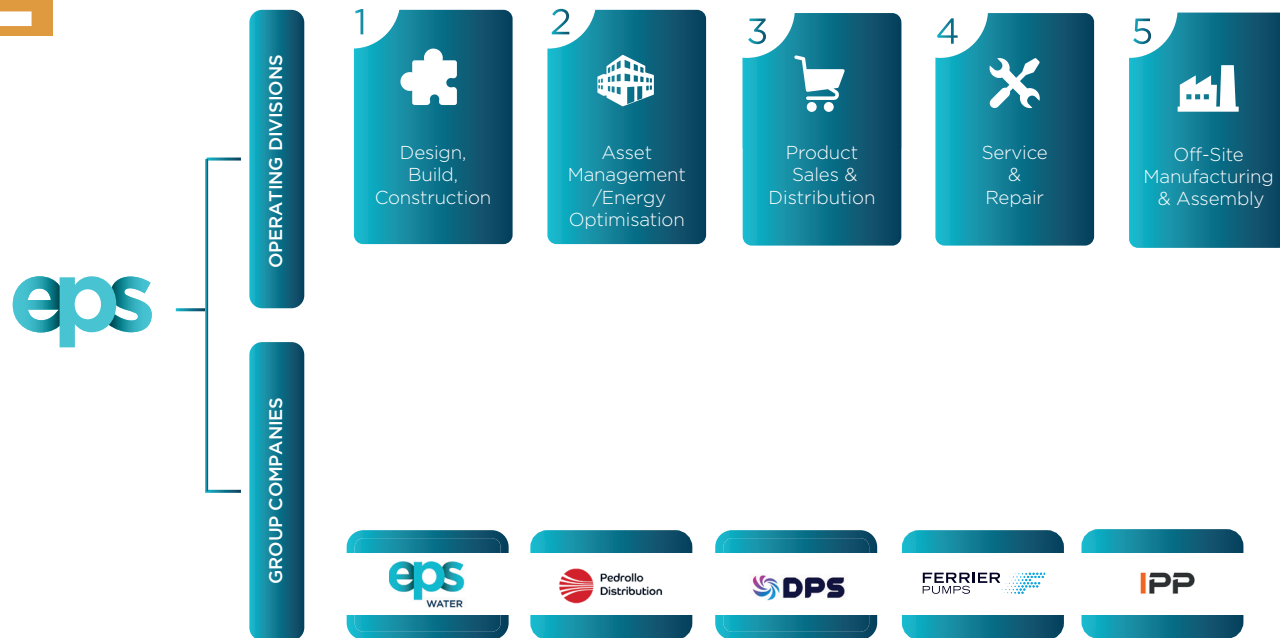 eps
OPERATING DIVISIONS
1
Design,
Build,
Construction
2
Asset
Management
/Energy
Optimisation
3
Product
Sales &
Distribution
4
Service
&
Repair
5
Off-Site
Manufacturing
& Assembly
GROUP COMPANIES
eps
WATER
Pedrollo
Distribution
DPS
FERRIER
PUMPS
IPP